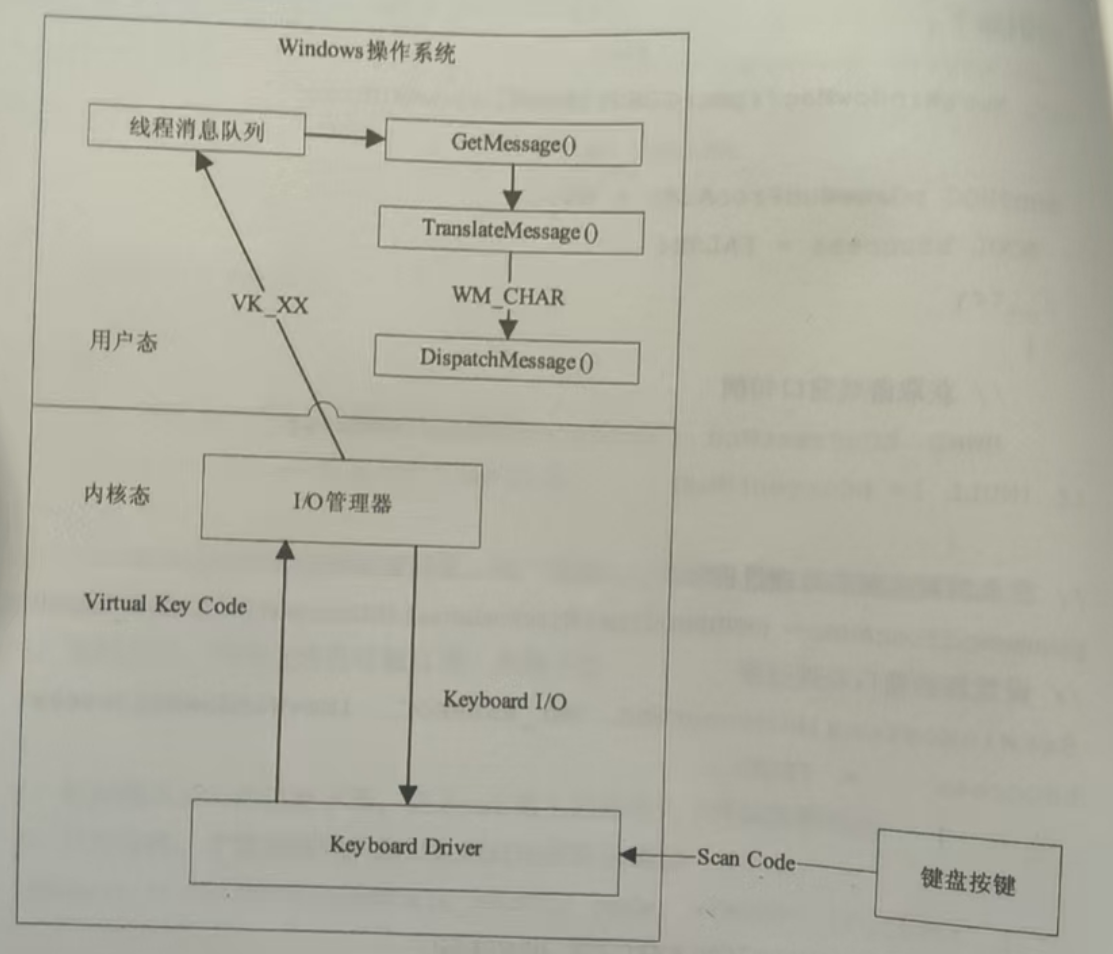 Windows操作系统
线程消息队列
GetMessage()
TranslateMessage()
VK_XX
WM_CHAR
用户态
DispatchMessage()
内核态
I/O管理器
Virtual Key Code
Keyboard I/O
Keyboard Driver
Scan Code
键盘按键